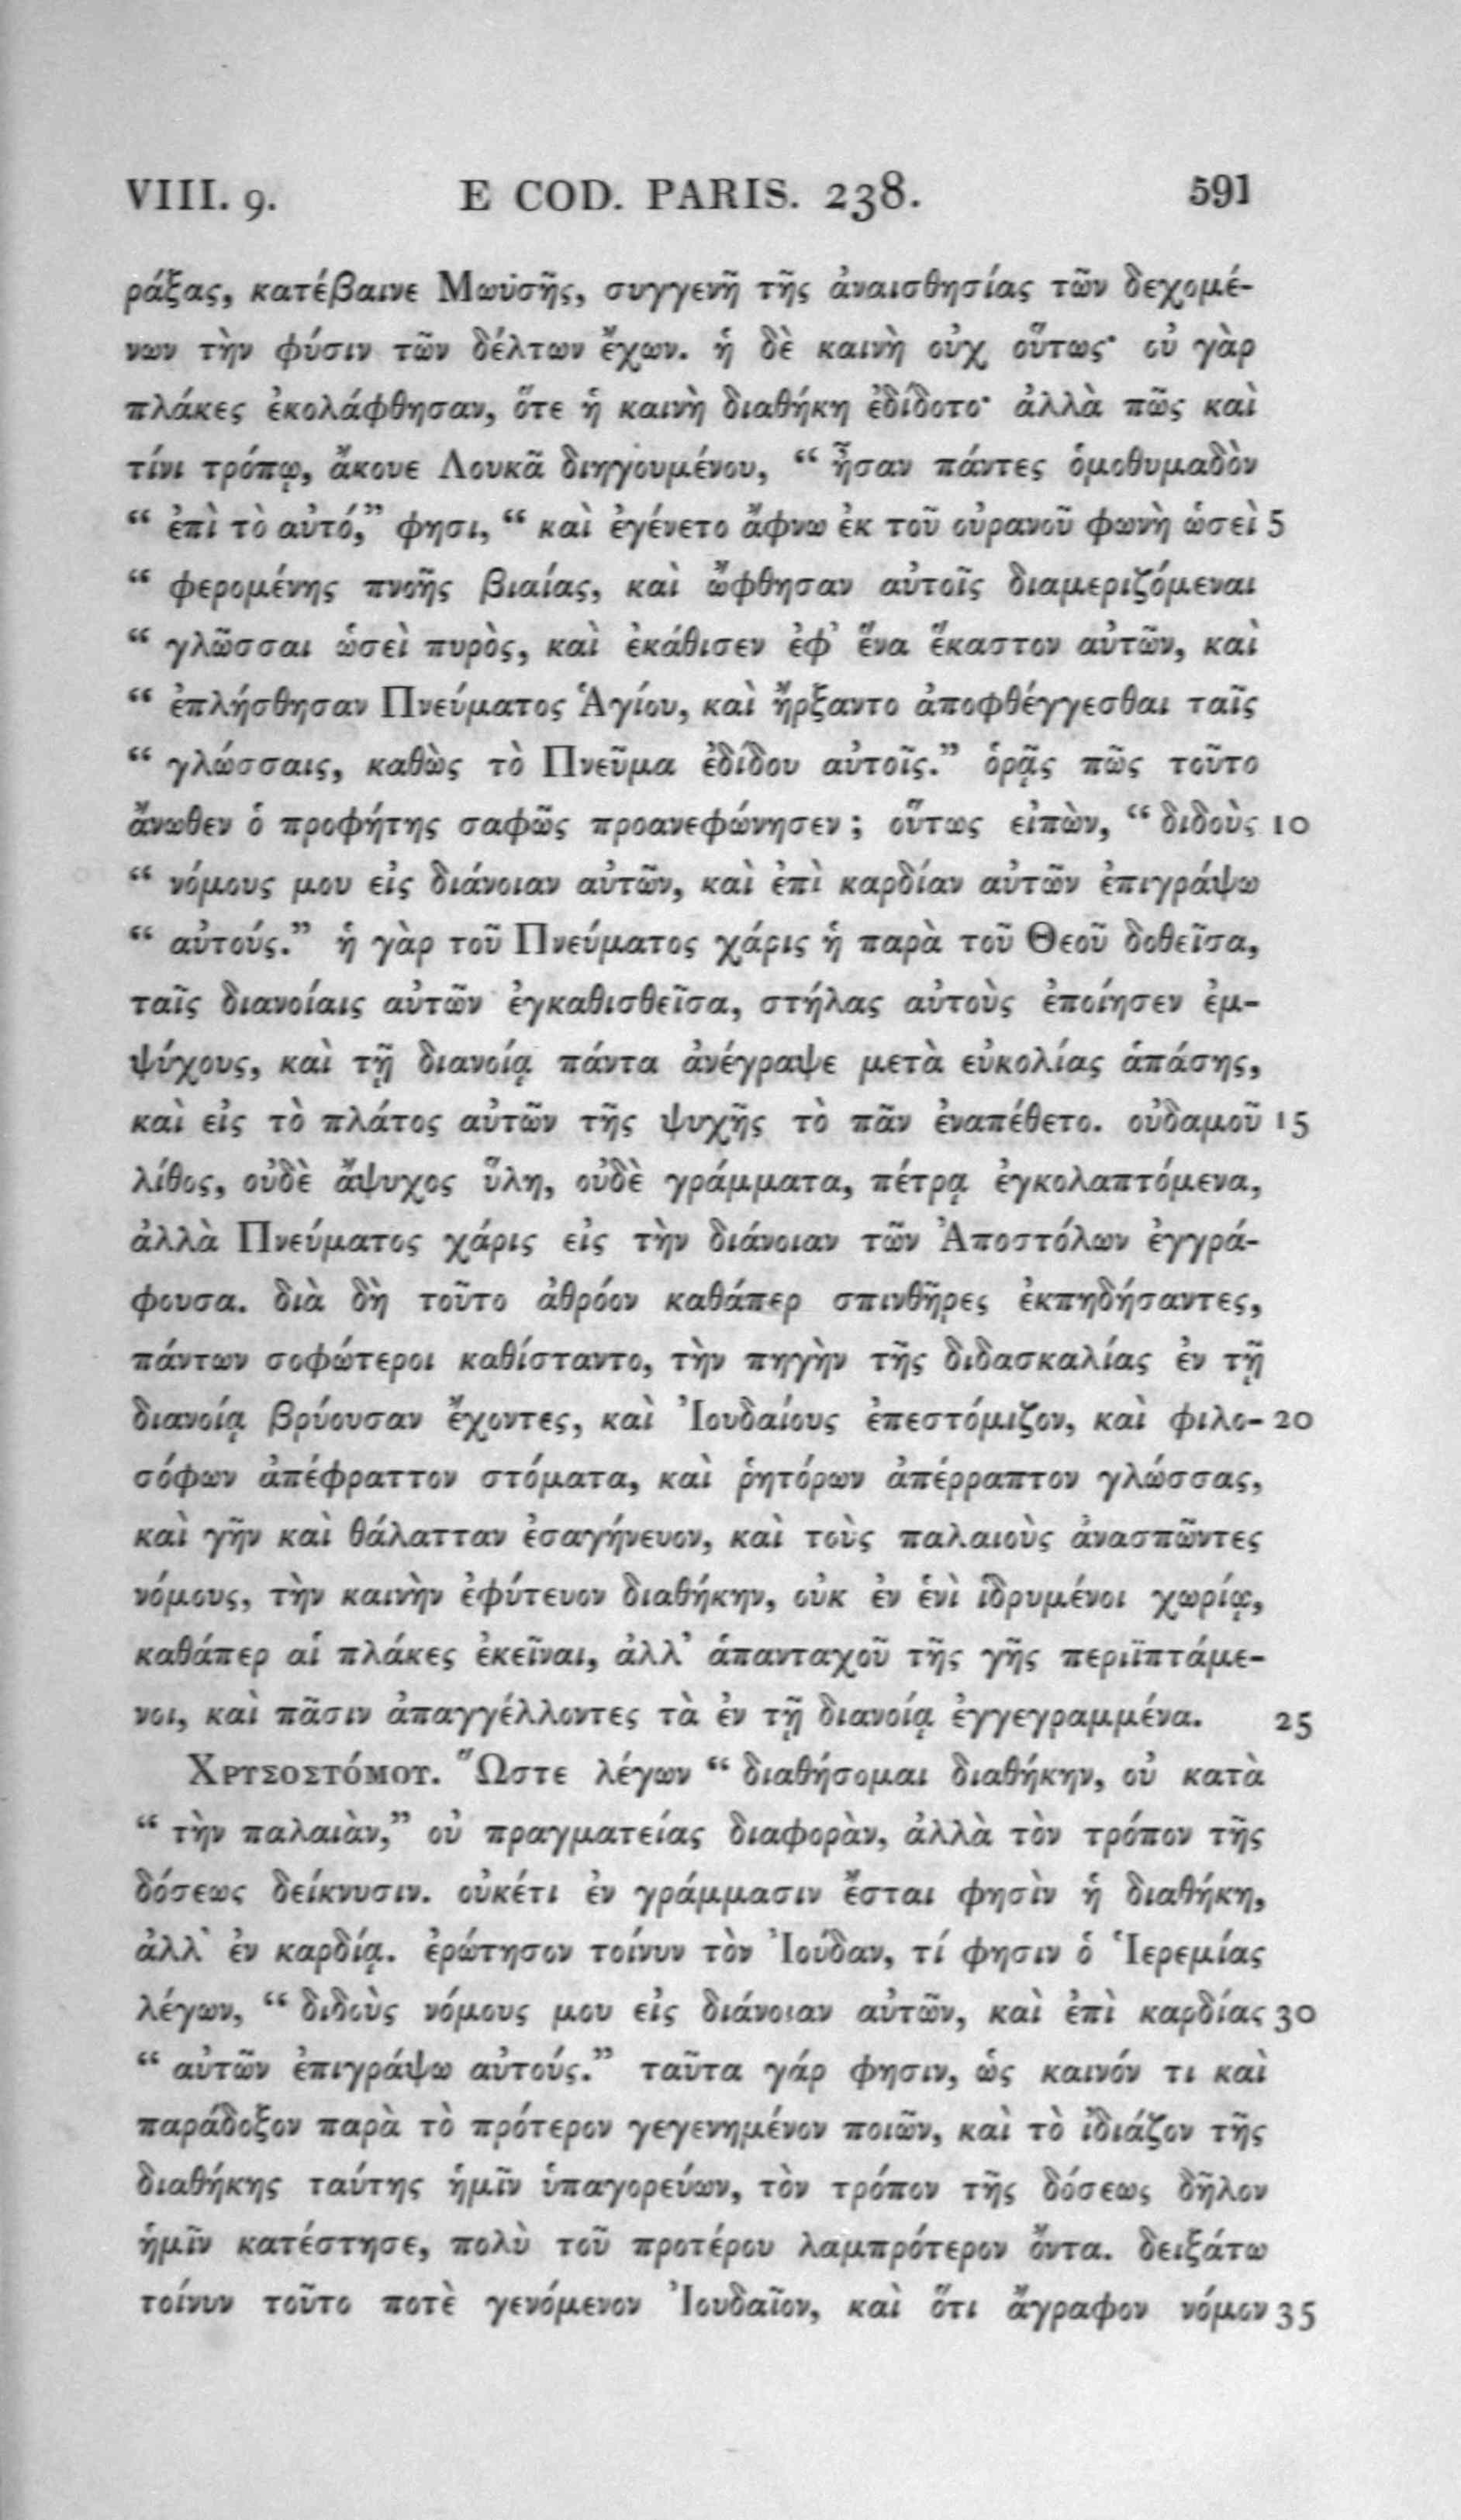 VIII. 9. E COD. PARIS. 238. 591
ράξας, κατέβαινε Μωϋσῆς, συγγενῆ τῆς ἀναισθησίας τῶν δεχομέ-
νων τὴν φύσιν τῶν δέλτων ἔχων. ἡ δὲ καινὴ οὐχ οὕτως· οὐ γὰρ
πλάκες ἐκολάφθησαν, ὅτε ἡ καινὴ διαθήκη ἐδίδοτο· ἀλλὰ πῶς καὶ
τίνι τρόπῳ, ἄκουε Λουκᾶ διηγουμένου, “ ἦσαν πάντες ὁμοθυμαδὸν
“ ἐπὶ τὸ αὐτό,” φησι, “ καὶ ἐγένετο ἄφνω ἐκ τοῦ οὐρανοῦ φωνὴ ὡσεὶ 5
“ φερομένης πνοῆς βιαίας, καὶ ὤφθησαν αὐτοῖς διαμεριζόμεναι
“ γλῶσσαι ὡσεὶ πυρὸς, καὶ ἐκάθισεν ἐφ’ ἕνα ἕκαστον αὐτῶν, καὶ
“ ἐπλήσθησαν Πνεύματος Ἁγίου, καὶ ἤρξαντο ἀποφθέγγεσθαι ταῖς
“ γλώσσαις, καθὼς τὸ Πνεῦμα ἐδίδου αὐτοῖς.” ὁρᾷς πῶς τοῦτο
ἄνωθεν ὁ προφήτης σαφῶς προανεφώνησεν ; οὕτως εἰπὼν, “ διδοὺς 10
“ νόμους μου εἰς διάνοιαν αὐτῶν, καὶ ἐπὶ καρδίαν αὐτῶν ἐπιγράψω
“ αὐτούς.” ἡ γὰρ τοῦ Πνεύματος χάρις ἡ παρὰ τοῦ Θεοῦ δοθεῖσα,
ταῖς διανοίαις αὐτῶν ἐγκαθισθεῖσα, στήλας αὐτοὺς ἐποίησεν ἐμ-
ψύχους, καὶ τῇ διανοίᾳ πάντα ἀνέγραψε μετὰ εὐκολίας ἁπάσης,
καὶ εἰς τὸ πλάτος αὐτῶν τῆς ψυχῆς τὸ πᾶν ἐναπέθετο. οὐδαμοῦ 15
λίθος, οὐδὲ ἄψυχος ὕλη, οὐδὲ γράμματα, πέτρᾳ ἐγκολαπτόμενα,
ἀλλὰ Πνεύματος χάρις εἰς τὴν διάνοιαν τῶν Ἀποστόλων ἐγγρά-
φουσα. διὰ δὴ τοῦτο ἀθρόον καθάπερ σπινθῆρες ἐκπηδήσαντες,
πάντων σοφώτεροι καθίσταντο, τὴν πηγὴν τῆς διδασκαλίας ἐν τῇ
διανοίᾳ βρύουσαν ἔχοντες, καὶ Ἰουδαίους ἐπεστόμιζον, καὶ φιλο- 20
σόφων ἀπέφραττον στόματα, καὶ ῥητόρων ἀπέρραπτον γλώσσας,
καὶ γῆν καὶ θάλατταν ἐσαγήνευον, καὶ τοὺς παλαιοὺς ἀνασπῶντες
νόμους, τὴν καινὴν ἐφύτευον διαθήκην, οὐκ ἐν ἑνὶ ἱδρυμένοι χωρίῳ,
καθάπερ αἱ πλάκες ἐκεῖναι, ἀλλ’ ἁπανταχοῦ τῆς γῆς περιϊπτάμε-
νοι, καὶ πᾶσιν ἀπαγγέλλοντες τὰ ἐν τῇ διανοίᾳ ἐγγεγραμμένα. 25
ΧΡΥΣΟΣΤΌΜΟΥ. Ὥστε λέγων “ διαθήσομαι διαθήκην, οὐ κατὰ
“ τὴν παλαιὰν,” οὐ πραγματείας διαφορὰν, ἀλλὰ τὸν τρόπον τῆς
δόσεως δείκνυσιν. οὐκέτι ἐν γράμμασιν ἔσται φησὶν ἡ διαθήκη,
ἀλλ’ ἐν καρδίᾳ. ἐρώτησον τοίνυν τὸν Ἰούδαν, τί φησιν ὁ Ἱερεμίας
λέγων, “ διδοὺς νόμους μου εἰς διάνοιαν αὐτῶν, καὶ ἐπὶ καρδίας 30
“ αὐτῶν ἐπιγράψω αὐτούς.” ταῦτα γάρ φησιν, ὡς καινόν τι καὶ
παράδοξον παρὰ τὸ πρότερον γεγενημένον ποιῶν, καὶ τὸ ἰδιάζον τῆς
διαθήκης ταύτης ἡμῖν ὑπαγορεύων, τὸν τρόπον τῆς δόσεως δῆλον
ἡμῖν κατέστησε, πολὺ τοῦ προτέρου λαμπρότερον ὄντα. δειξάτω
τοίνυν τοῦτο ποτὲ γενόμενον Ἰουδαῖον, καὶ ὅτι ἄγραφον νόμον 35